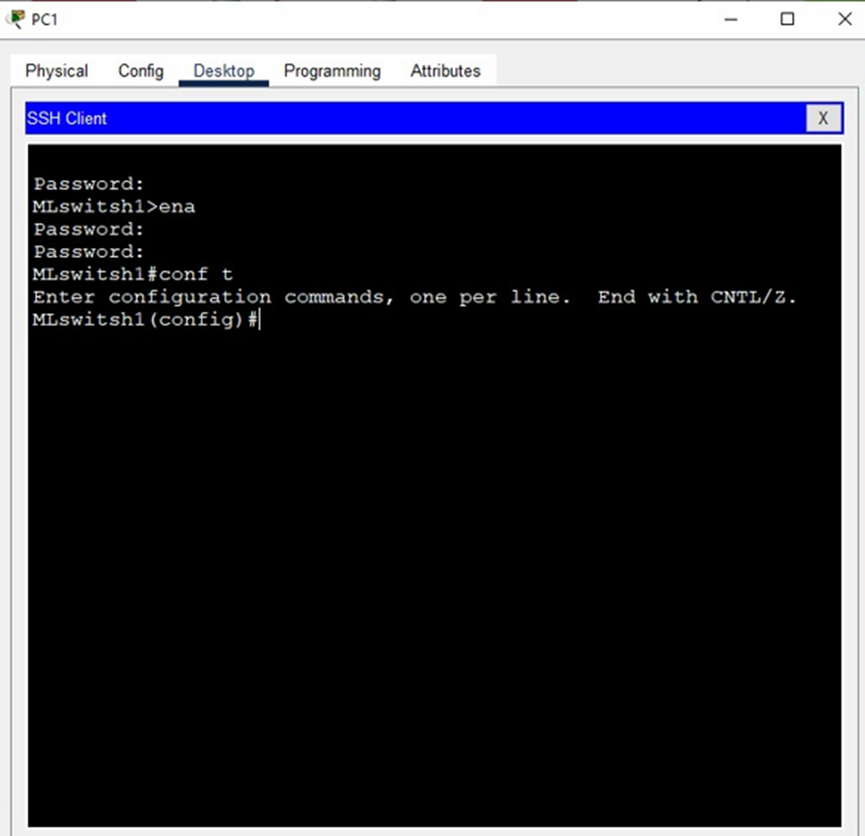 PC1
Physical Config Desktop Programming Attributes
SSH Client X
Password:
MLswitsh1>ena
Password:
Password:
MLswitsh1#conf t
Enter configuration commands, one per line.  End with CNTL/Z.
MLswitsh1(config)#